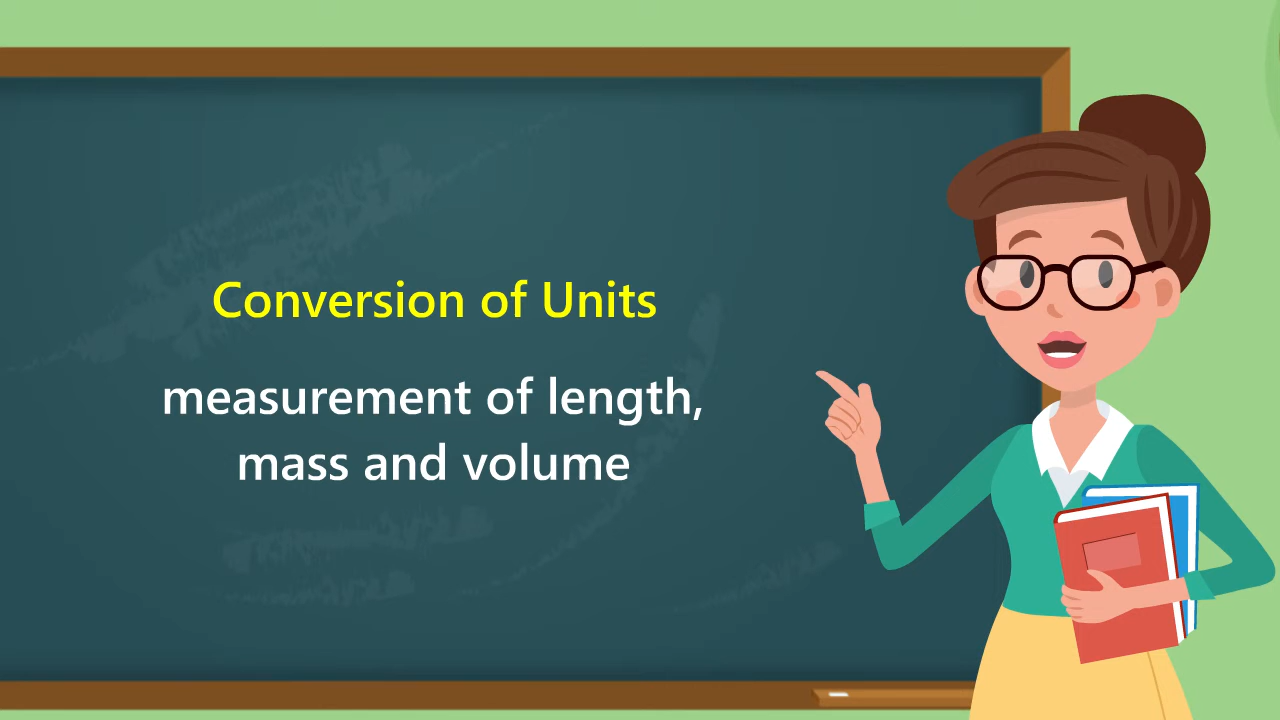 Conversion of Units
measurement of length,
mass and volume